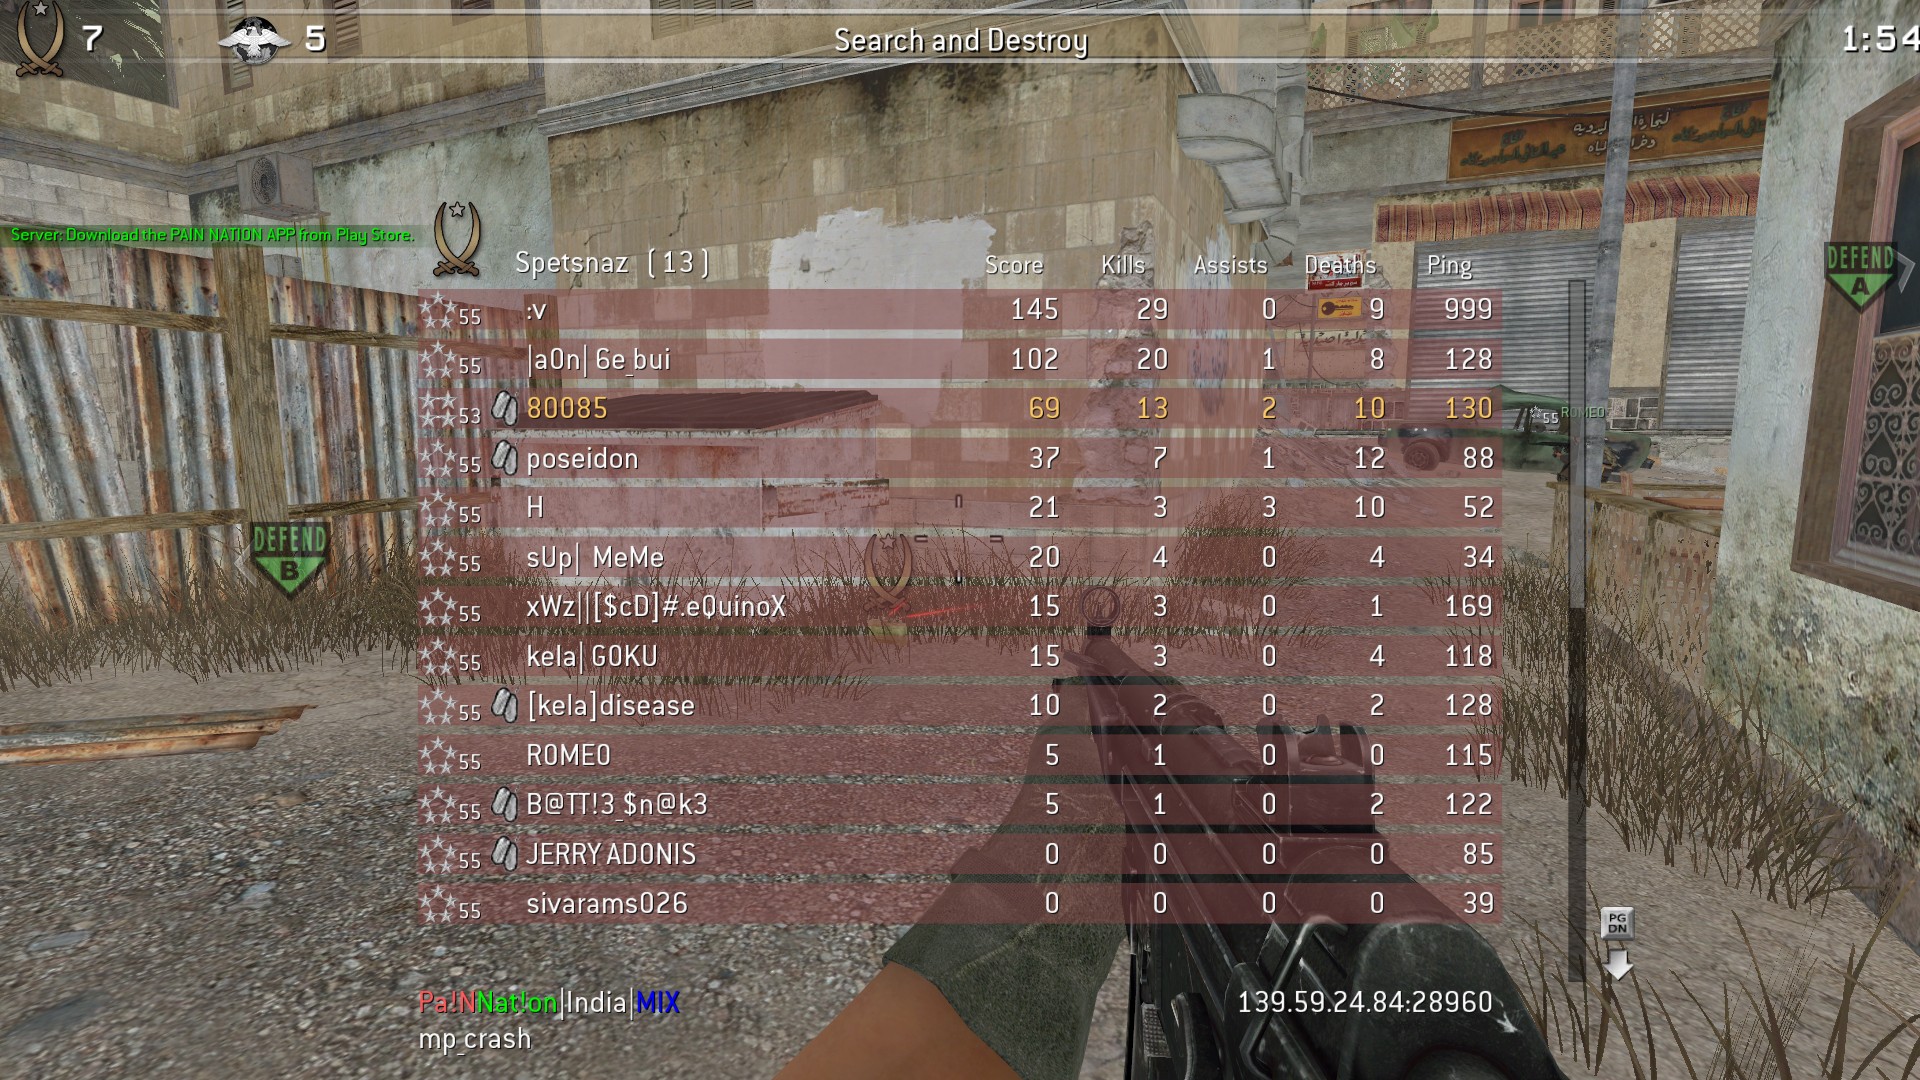 7 5 Search and Destroy 1:54
Server: Download the PAIN NATION APP from Play Store.
Spetsnaz (13) Score Kills Assists Deaths Ping
55 :v 145 29 0 9 999
55 |aOn| 6e_bui 102 20 1 8 128
53 80085 69 13 2 10 130
55 poseidon 37 7 1 12 88
55 H 21 3 3 10 52
55 sUp| MeMe 20 4 0 4 34
55 xWz||[$cD]#.eQuinoX 15 3 0 1 169
55 kela| GOKU 15 3 0 4 118
55 [kela]disease 10 2 0 2 128
55 ROMEO 5 1 0 0 115
55 B@TT!3_$n@k3 5 1 0 2 122
55 JERRY ADONIS 0 0 0 0 85
55 sivarams026 0 0 0 0 39
DEFEND
A
55 ROMEO
DEFEND
B
PG
DN
Pa!NNat!on|India|MIX 139.59.24.84:28960
mp_crash